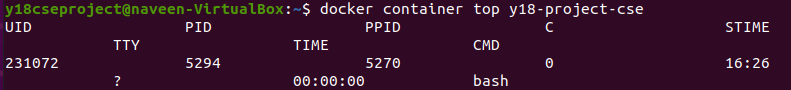 y18cseproject@naveen-VirtualBox:~$ docker container top y18-project-cse
UID PID PPID C STIME
TTY TIME CMD
231072 5294 5270 0 16:26
? 00:00:00 bash